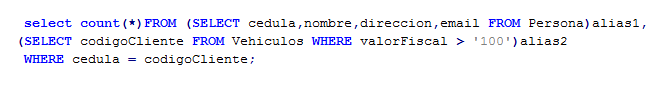 select count(*)FROM (SELECT cedula,nombre,direccion,email FROM Persona)alias1,
(SELECT codigoCliente FROM Vehiculos WHERE valorFiscal > '100')alias2
WHERE cedula = codigoCliente;